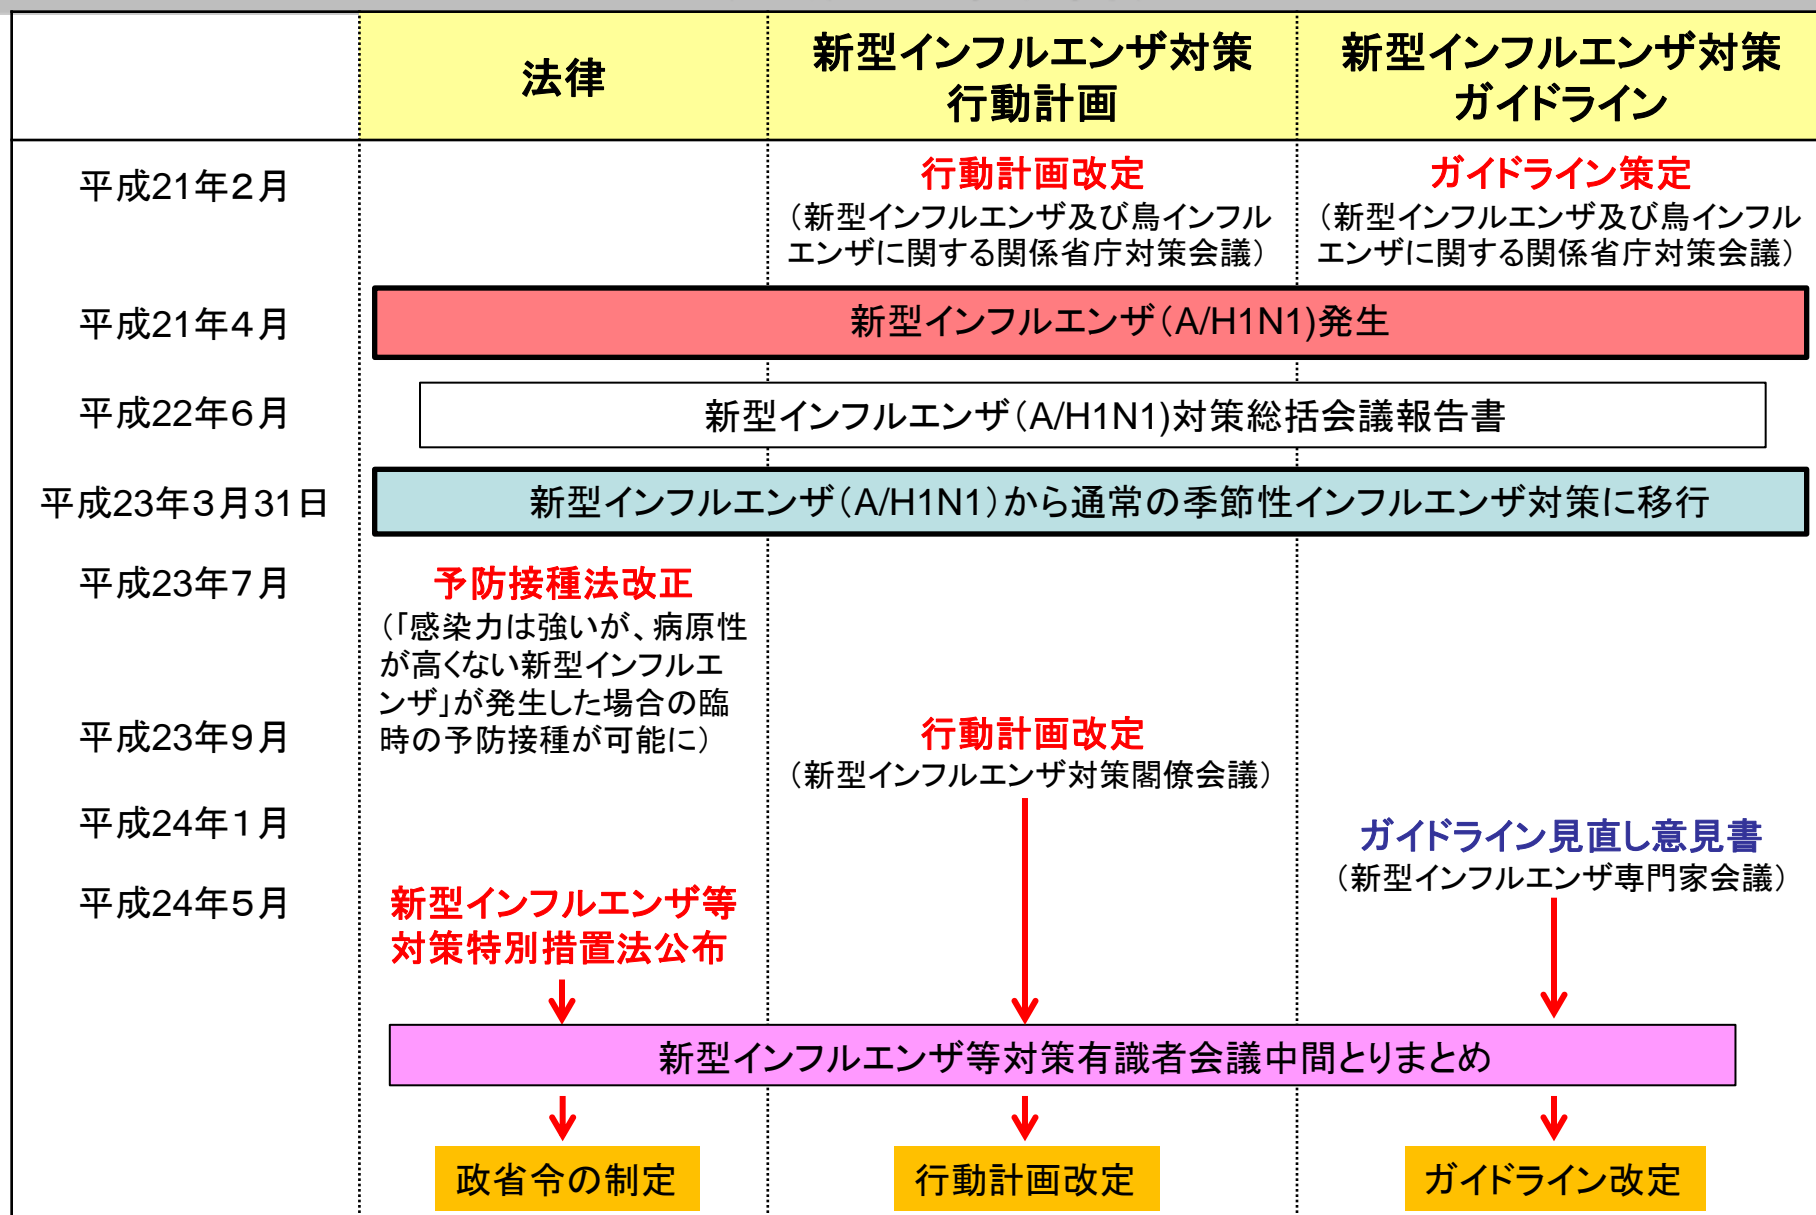 法律
新型インフルエンザ対策
行動計画
新型インフルエンザ対策
ガイドライン
平成21年２月
行動計画改定
（新型インフルエンザ及び鳥インフル
エンザに関する関係省庁対策会議）
ガイドライン策定
（新型インフルエンザ及び鳥インフル
エンザに関する関係省庁対策会議）
平成21年４月
新型インフルエンザ（A/H1N1)発生
平成22年６月
新型インフルエンザ（A/H1N1)対策総括会議報告書
平成23年３月31日
新型インフルエンザ（A/H1N1）から通常の季節性インフルエンザ対策に移行
平成23年７月
予防接種法改正
（「感染力は強いが、病原性
が高くない新型インフルエ
ンザ」が発生した場合の臨
時の予防接種が可能に）
平成23年９月
行動計画改定
（新型インフルエンザ対策閣僚会議）
平成24年１月
ガイドライン見直し意見書
（新型インフルエンザ専門家会議）
平成24年５月
新型インフルエンザ等
対策特別措置法公布
新型インフルエンザ等対策有識者会議中間とりまとめ
政省令の制定
行動計画改定
ガイドライン改定